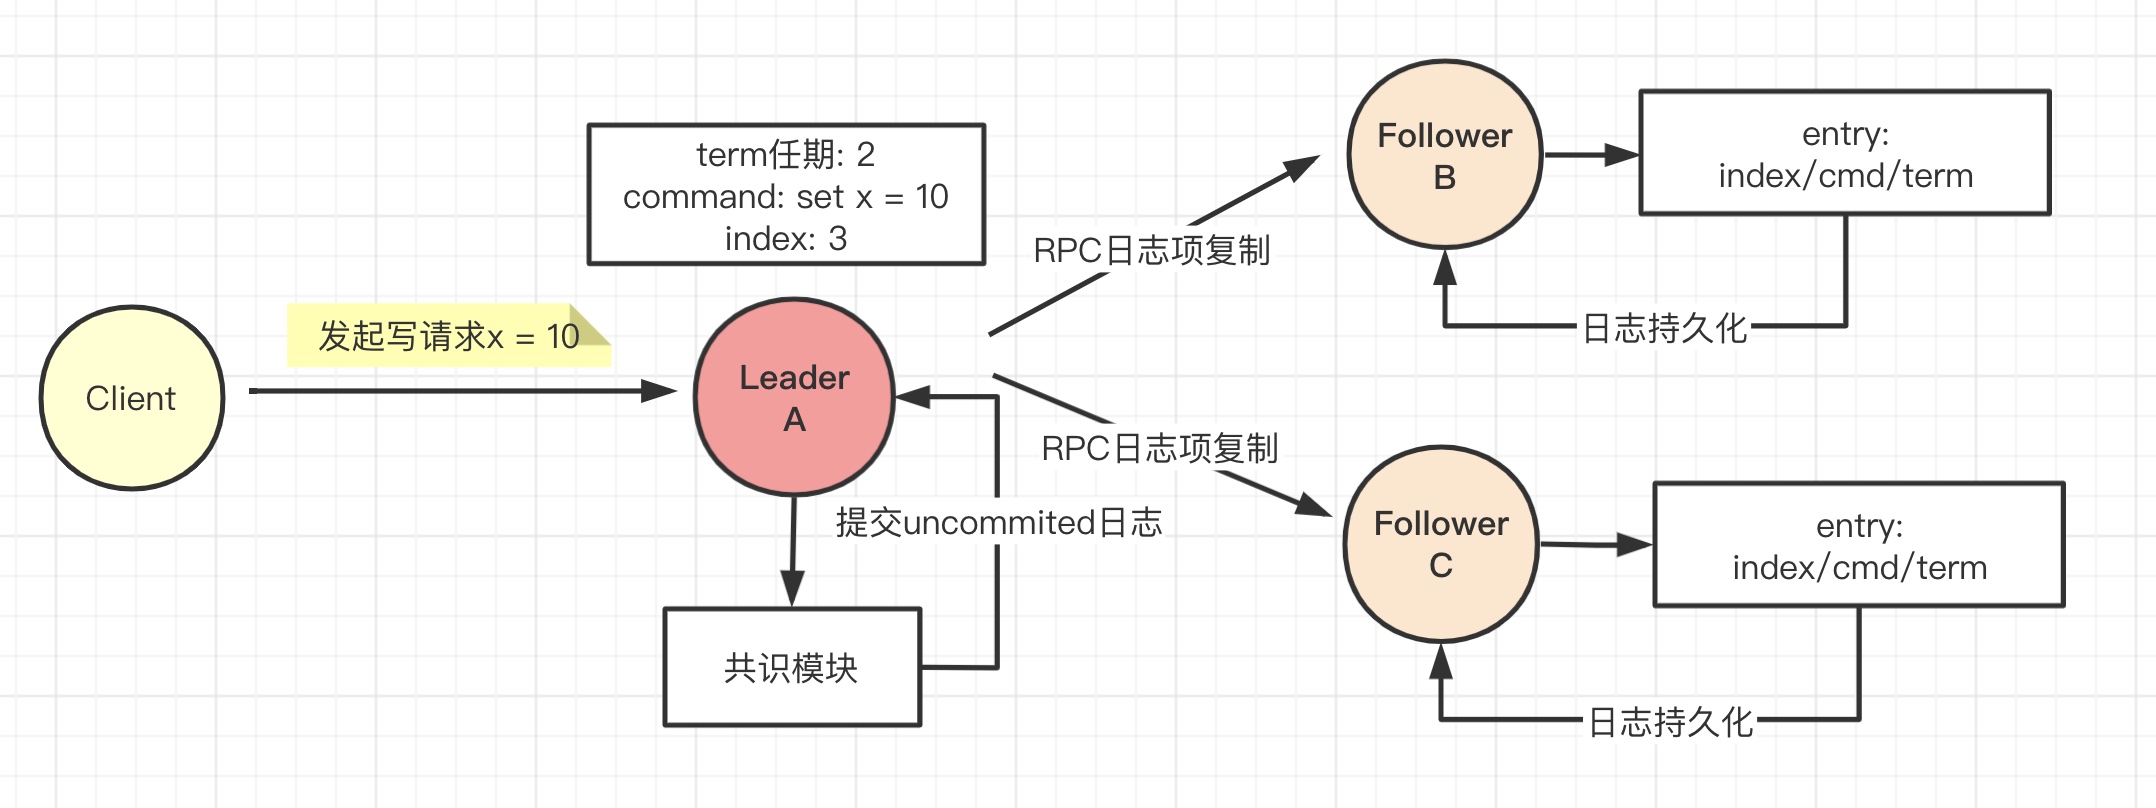 Client
发起写请求x = 10
term任期: 2
command: set x = 10
index: 3
Leader
A
提交uncommited日志
共识模块
RPC日志项复制
RPC日志项复制
Follower
B
entry:
index/cmd/term
日志持久化
Follower
C
entry:
index/cmd/term
日志持久化